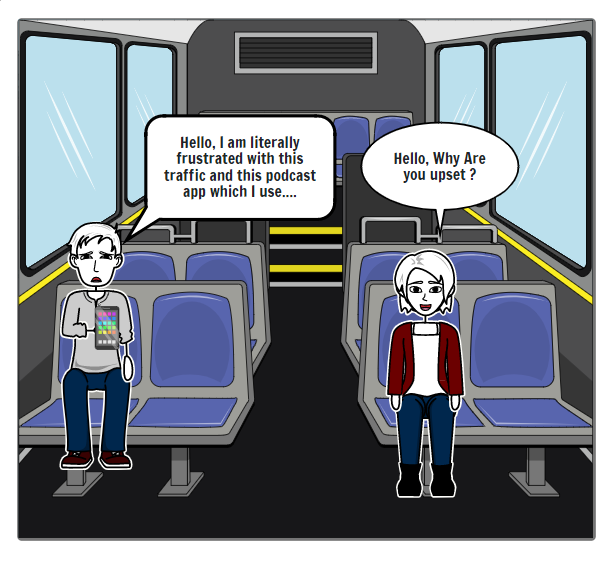 Hello, I am literally
frustrated with this
traffic and this podcast
app which I use....
Hello, Why Are
you upset ?